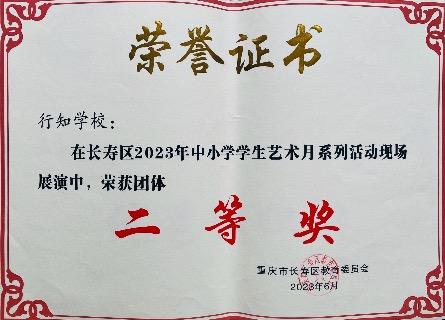 荣誉证书
行知学校：
在长寿区2023年中小学学生艺术月系列活动现场
展演中，荣获团体
二等奖
重庆市长寿区教育委员会
2023年6月